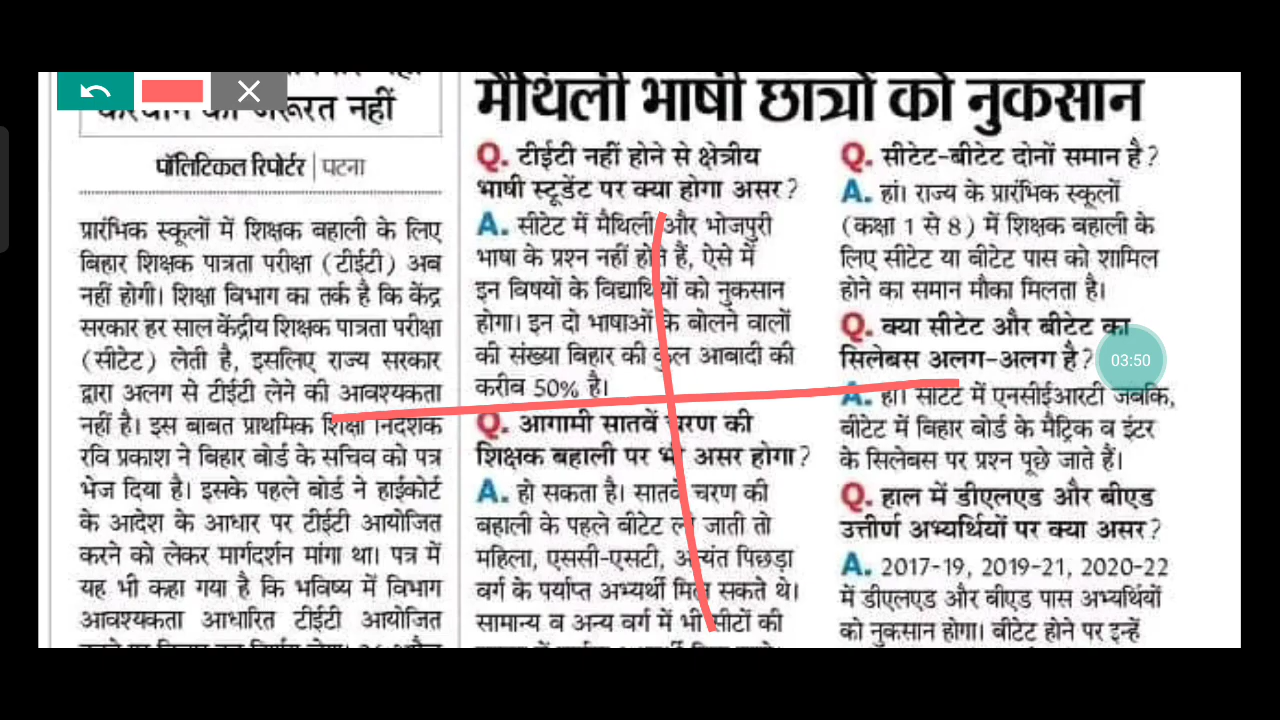 करवाने की जरूरत नहीं
पॉलिटिकल रिपोर्टर | पटना
प्रारंभिक स्कूलों में शिक्षक बहाली के लिए
बिहार शिक्षक पात्रता परीक्षा (टीईटी) अब
नहीं होगी। शिक्षा विभाग का तर्क है कि केंद्र
सरकार हर साल केंद्रीय शिक्षक पात्रता परीक्षा
(सीटेट) लेती है, इसलिए राज्य सरकार
द्वारा अलग से टीईटी लेने की आवश्यकता
नहीं है। इस बाबत प्राथमिक शिक्षा निदेशक
रवि प्रकाश ने बिहार बोर्ड के सचिव को पत्र
भेज दिया है। इसके पहले बोर्ड ने हाईकोर्ट
के आदेश के आधार पर टीईटी आयोजित
करने को लेकर मार्गदर्शन मांगा था। पत्र में
यह भी कहा गया है कि भविष्य में विभाग
आवश्यकता आधारित टीईटी आयोजित
मैथिली भाषी छात्रों को नुकसान
Q. टीईटी नहीं होने से क्षेत्रीय
भाषी स्टूडेंट पर क्या होगा असर?
A. सीटेट में मैथिली और भोजपुरी
भाषा के प्रश्न नहीं होते हैं, ऐसे में
इन विषयों के विद्यार्थियों को नुकसान
होगा। इन दो भाषाओं के बोलने वालों
की संख्या बिहार की कुल आबादी की
करीब 50% है।
Q. आगामी सातवें चरण की
शिक्षक बहाली पर भी असर होगा?
A. हो सकता है। सातवें चरण की
बहाली के पहले बीटेट ली जाती तो
महिला, एससी-एसटी, अत्यंत पिछड़ा
वर्ग के पर्याप्त अभ्यर्थी मिल सकते थे।
सामान्य व अन्य वर्ग में भी सीटों की
Q. सीटेट-बीटेट दोनों समान है?
A. हां। राज्य के प्रारंभिक स्कूलों
(कक्षा 1 से 8) में शिक्षक बहाली के
लिए सीटेट या बीटेट पास को शामिल
होने का समान मौका मिलता है।
Q. क्या सीटेट और बीटेट का
सिलेबस अलग-अलग है?
03:50
A. हां। सीटेट में एनसीईआरटी जबकि,
बीटेट में बिहार बोर्ड के मैट्रिक व इंटर
के सिलेबस पर प्रश्न पूछे जाते हैं।
Q. हाल में डीएलएड और बीएड
उत्तीर्ण अभ्यर्थियों पर क्या असर?
A. 2017-19, 2019-21, 2020-22
में डीएलएड और बीएड पास अभ्यर्थियों
को नुकसान होगा। बीटेट होने पर इन्हें